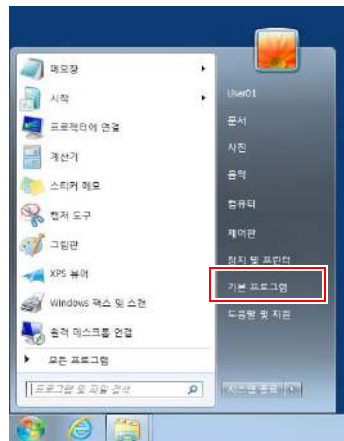 메모장
시작
프로젝터에 연결
계산기
스티커 메모
캡처 도구
그림판
XPS 뷰어
Windows 팩스 및 스캔
원격 데스크톱 연결
모든 프로그램
프로그램 및 파일 검색
User01
문서
사진
음악
컴퓨터
제어판
장치 및 프린터
기본 프로그램
도움말 및 지원
시스템 종료